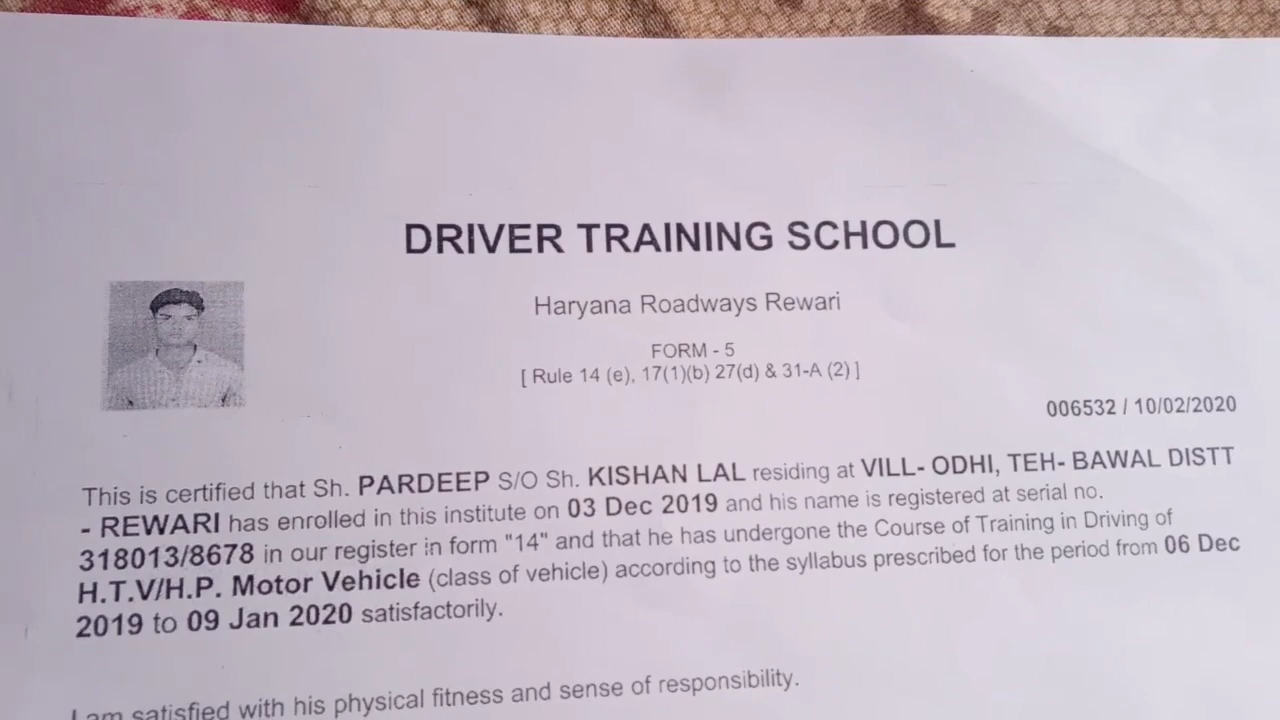 DRIVER TRAINING SCHOOL
Haryana Roadways Rewari
FORM - 5
[ Rule 14 (e), 17(1)(b) 27(d) & 31-A (2) ]
006532 / 10/02/2020
This is certified that Sh. PARDEEP S/O Sh. KISHAN LAL residing at VILL- ODHI, TEH- BAWAL DISTT
- REWARI has enrolled in this institute on 03 Dec 2019 and his name is registered at serial no.
318013/8678 in our register in form "14" and that he has undergone the Course of Training in Driving of
H.T.V/H.P. Motor Vehicle (class of vehicle) according to the syllabus prescribed for the period from 06 Dec
2019 to 09 Jan 2020 satisfactorily.
I am satisfied with his physical fitness and sense of responsibility.